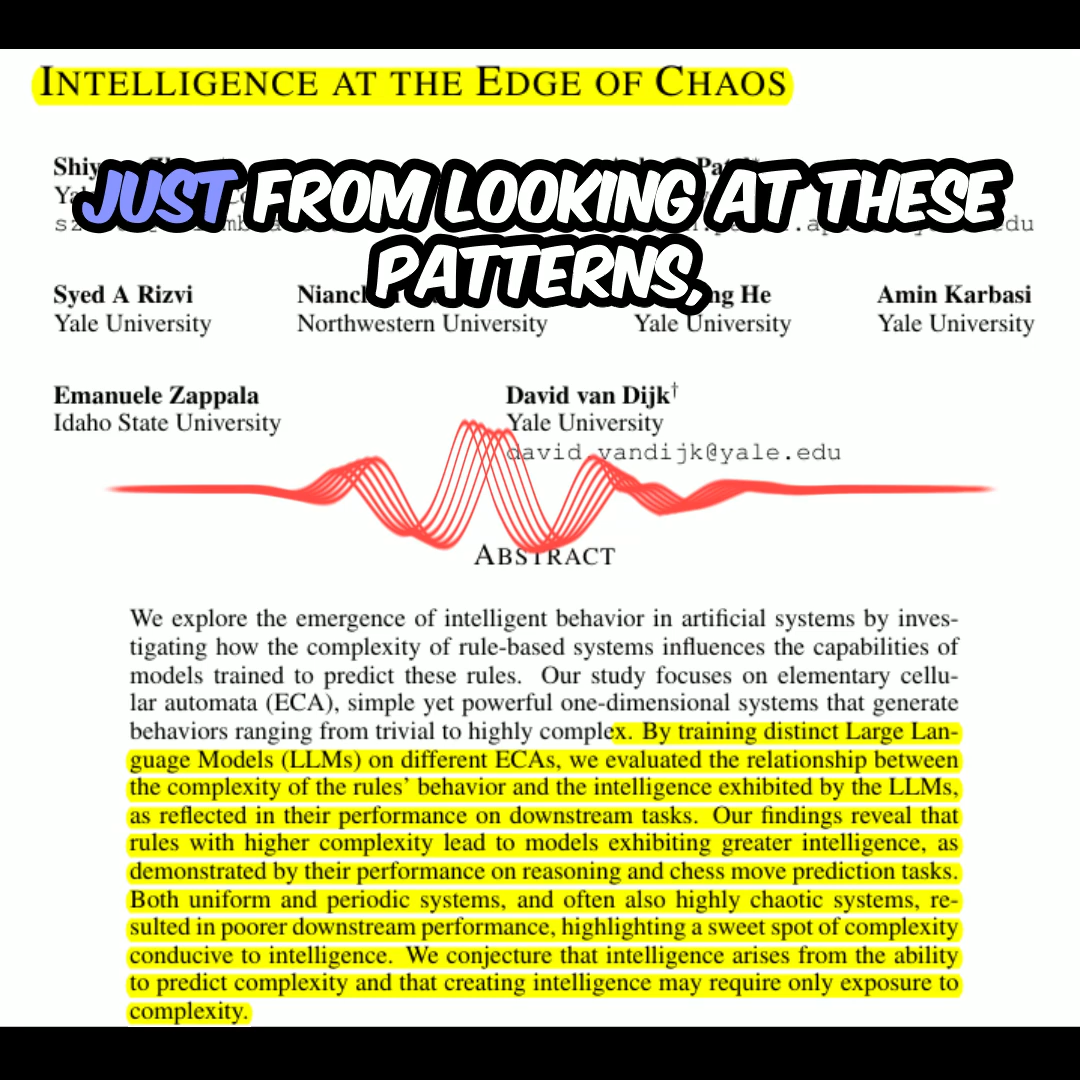 INTELLIGENCE AT THE EDGE OF CHAOS
JUST FROM LOOKING AT THESE
PATTERNS,
Syed A Rizvi
Yale University
Northwestern University
He
Yale University
Amin Karbasi
Yale University
Emanuele Zappala
Idaho State University
David van Dijk†
Yale University
david.vandijk@yale.edu
ABSTRACT
We explore the emergence of intelligent behavior in artificial systems by inves-
tigating how the complexity of rule-based systems influences the capabilities of
models trained to predict these rules. Our study focuses on elementary cellu-
lar automata (ECA), simple yet powerful one-dimensional systems that generate
behaviors ranging from trivial to highly complex. By training distinct Large Lan-
guage Models (LLMs) on different ECAs, we evaluated the relationship between
the complexity of the rules' behavior and the intelligence exhibited by the LLMs,
as reflected in their performance on downstream tasks. Our findings reveal that
rules with higher complexity lead to models exhibiting greater intelligence, as
demonstrated by their performance on reasoning and chess move prediction tasks.
Both uniform and periodic systems, and often also highly chaotic systems, re-
sulted in poorer downstream performance, highlighting a sweet spot of complexity
conducive to intelligence. We conjecture that intelligence arises from the ability
to predict complexity and that creating intelligence may require only exposure to
complexity.